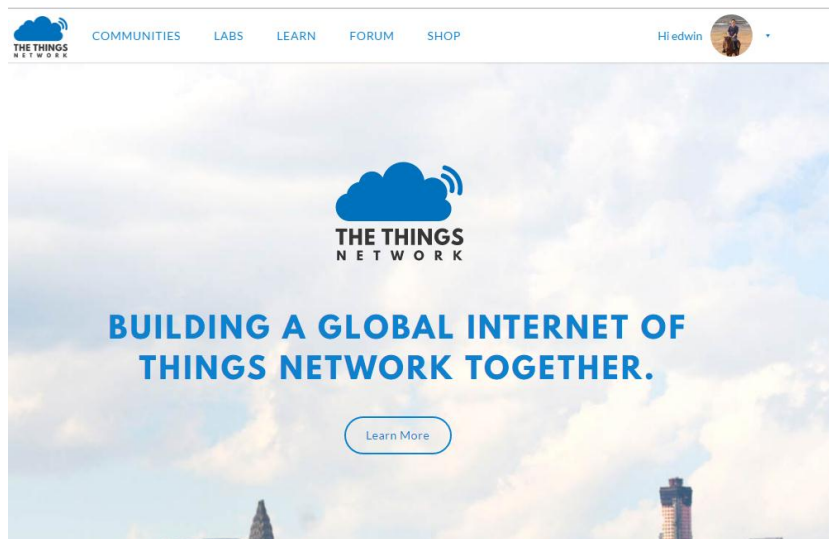 THE THINGS
NETWORK
COMMUNITIES LABS LEARN FORUM SHOP Hi edwin
THE THINGS
NETWORK
BUILDING A GLOBAL INTERNET OF
THINGS NETWORK TOGETHER.
Learn More